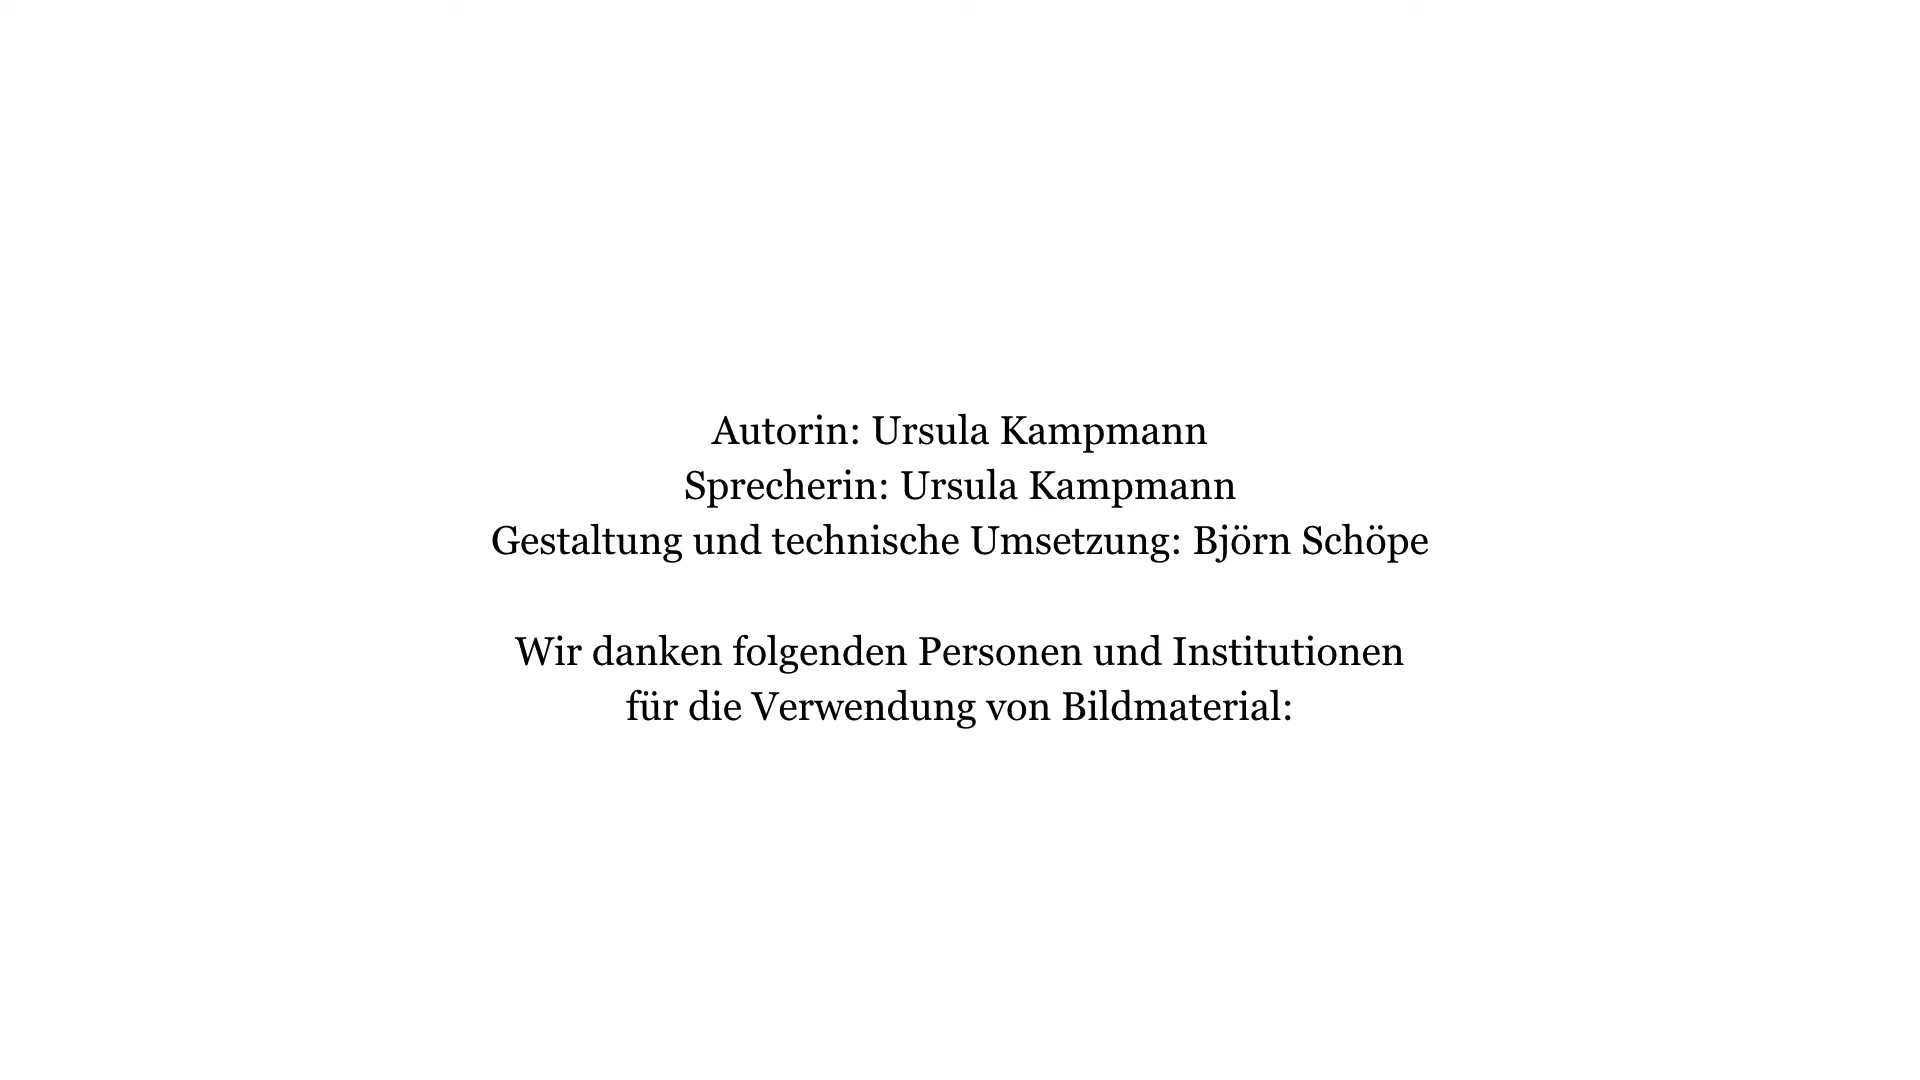 Autorin: Ursula Kampmann
Sprecherin: Ursula Kampmann
Gestaltung und technische Umsetzung: Björn Schöpe
Wir danken folgenden Personen und Institutionen
für die Verwendung von Bildmaterial: